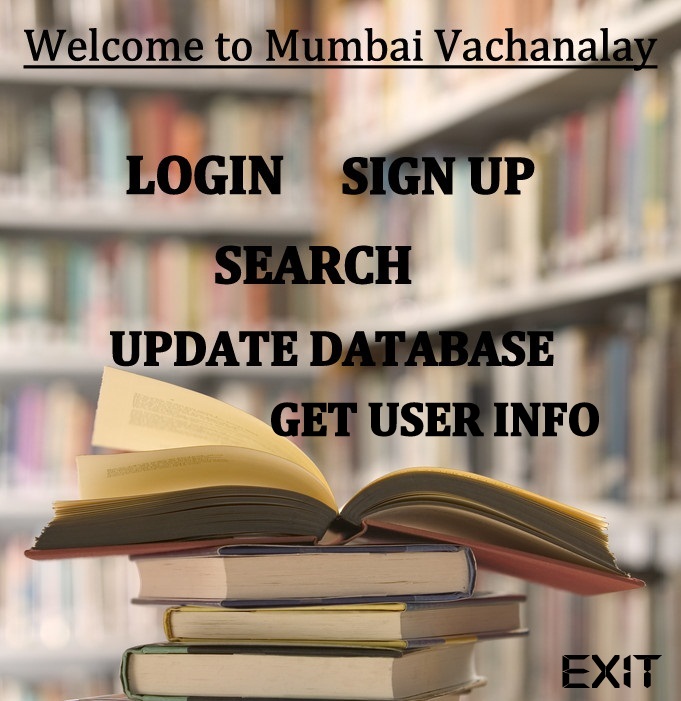 Welcome to Mumbai Vachanalay
LOGIN SIGN UP
SEARCH
UPDATE DATABASE
GET USER INFO
EXIT